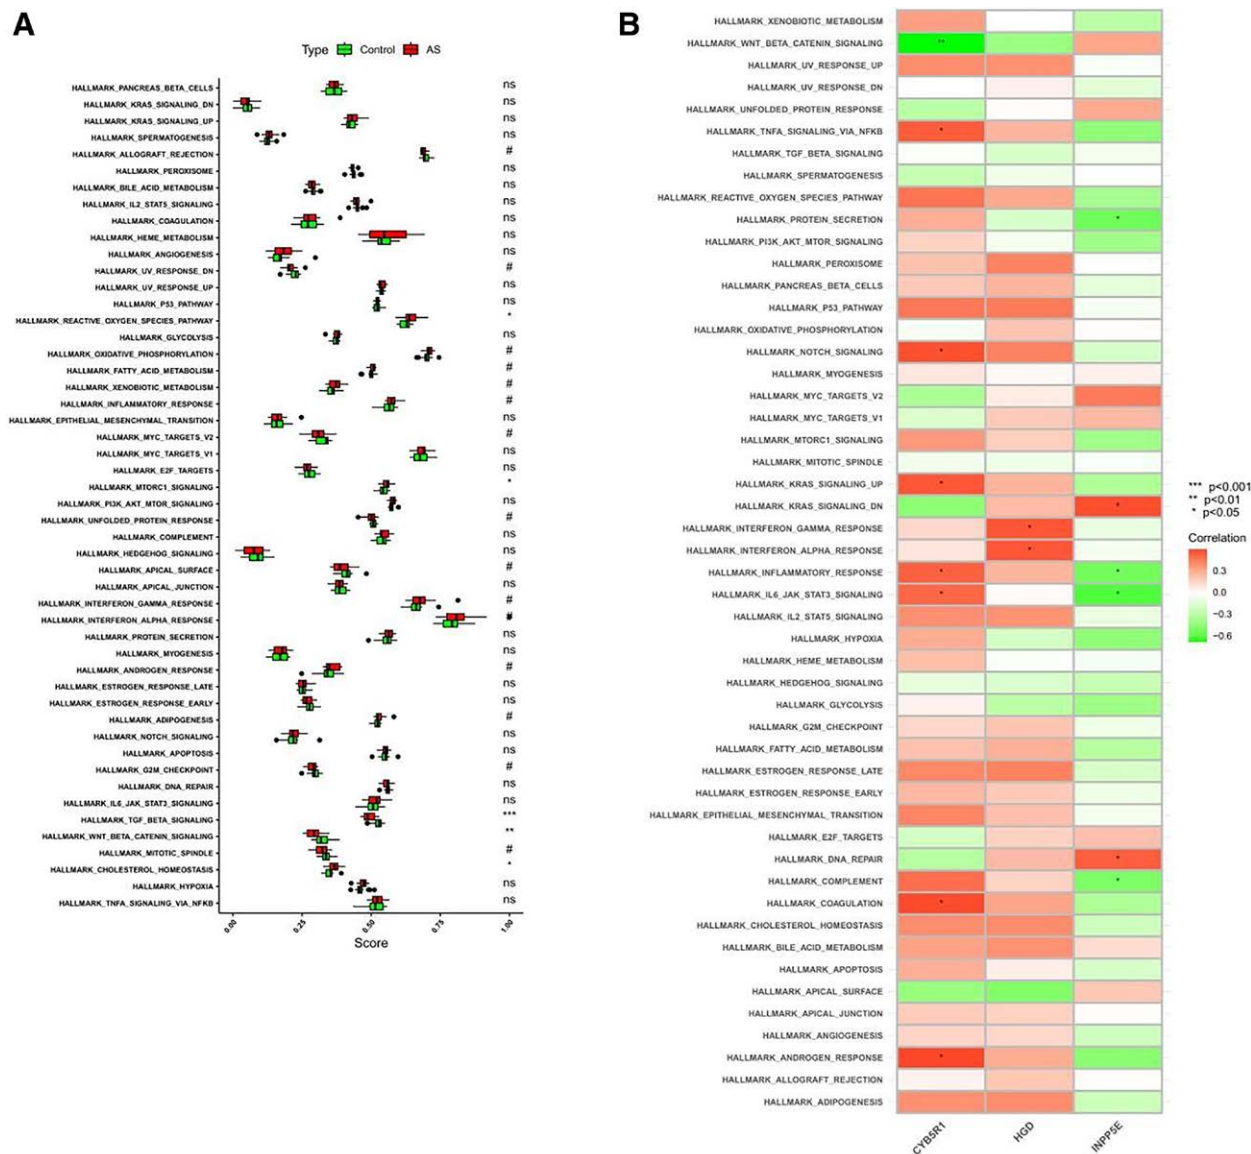 A
Type Control AS
HALLMARK_PANCREAS_BETA_CELLS ns
HALLMARK_KRAS_SIGNALING_DN ns
HALLMARK_KRAS_SIGNALING_UP ns
HALLMARK_SPERMATOGENESIS ns
HALLMARK_ALLOGRAFT_REJECTION #
HALLMARK_PEROXISOME ns
HALLMARK_BILE_ACID_METABOLISM ns
HALLMARK_IL2_STAT5_SIGNALING ns
HALLMARK_COAGULATION ns
HALLMARK_HEME_METABOLISM ns
HALLMARK_ANGIOGENESIS ns
HALLMARK_UV_RESPONSE_DN #
HALLMARK_UV_RESPONSE_UP ns
HALLMARK_P53_PATHWAY ns
HALLMARK_REACTIVE_OXYGEN_SPECIES_PATHWAY *
HALLMARK_GLYCOLYSIS ns
HALLMARK_OXIDATIVE_PHOSPHORYLATION #
HALLMARK_FATTY_ACID_METABOLISM #
HALLMARK_XENOBIOTIC_METABOLISM #
HALLMARK_INFLAMMATORY_RESPONSE #
HALLMARK_EPITHELIAL_MESENCHYMAL_TRANSITION ns
HALLMARK_MYC_TARGETS_V2 #
HALLMARK_MYC_TARGETS_V1 ns
HALLMARK_E2F_TARGETS ns
HALLMARK_MTORC1_SIGNALING *
HALLMARK_PI3K_AKT_MTOR_SIGNALING ns
HALLMARK_UNFOLDED_PROTEIN_RESPONSE #
HALLMARK_COMPLEMENT ns
HALLMARK_HEDGEHOG_SIGNALING ns
HALLMARK_APICAL_SURFACE #
HALLMARK_APICAL_JUNCTION ns
HALLMARK_INTERFERON_GAMMA_RESPONSE #
HALLMARK_INTERFERON_ALPHA_RESPONSE #
HALLMARK_PROTEIN_SECRETION ns
HALLMARK_MYOGENESIS ns
HALLMARK_ANDROGEN_RESPONSE #
HALLMARK_ESTROGEN_RESPONSE_LATE ns
HALLMARK_ESTROGEN_RESPONSE_EARLY ns
HALLMARK_ADIPOGENESIS #
HALLMARK_NOTCH_SIGNALING ns
HALLMARK_APOPTOSIS ns
HALLMARK_G2M_CHECKPOINT #
HALLMARK_DNA_REPAIR ns
HALLMARK_IL6_JAK_STAT3_SIGNALING ns
HALLMARK_TGF_BETA_SIGNALING ***
HALLMARK_WNT_BETA_CATENIN_SIGNALING **
HALLMARK_MITOTIC_SPINDLE #
HALLMARK_CHOLESTEROL_HOMEOSTASIS *
HALLMARK_HYPOXIA ns
HALLMARK_TNFA_SIGNALING_VIA_NFKB ns
0.00 0.25 0.50 0.75 1.00
Score
B
HALLMARK_XENOBIOTIC_METABOLISM
HALLMARK_WNT_BETA_CATENIN_SIGNALING **
HALLMARK_UV_RESPONSE_UP
HALLMARK_UV_RESPONSE_DN
HALLMARK_UNFOLDED_PROTEIN_RESPONSE
HALLMARK_TNFA_SIGNALING_VIA_NFKB *
HALLMARK_TGF_BETA_SIGNALING
HALLMARK_SPERMATOGENESIS
HALLMARK_REACTIVE_OXYGEN_SPECIES_PATHWAY
HALLMARK_PROTEIN_SECRETION *
HALLMARK_PI3K_AKT_MTOR_SIGNALING
HALLMARK_PEROXISOME
HALLMARK_PANCREAS_BETA_CELLS
HALLMARK_P53_PATHWAY
HALLMARK_OXIDATIVE_PHOSPHORYLATION
HALLMARK_NOTCH_SIGNALING *
HALLMARK_MYOGENESIS
HALLMARK_MYC_TARGETS_V2
HALLMARK_MYC_TARGETS_V1
HALLMARK_MTORC1_SIGNALING
HALLMARK_MITOTIC_SPINDLE
HALLMARK_KRAS_SIGNALING_UP *
HALLMARK_KRAS_SIGNALING_DN *
HALLMARK_INTERFERON_GAMMA_RESPONSE *
HALLMARK_INTERFERON_ALPHA_RESPONSE *
HALLMARK_INFLAMMATORY_RESPONSE * *
HALLMARK_IL6_JAK_STAT3_SIGNALING * *
HALLMARK_IL2_STAT5_SIGNALING
HALLMARK_HYPOXIA
HALLMARK_HEME_METABOLISM
HALLMARK_HEDGEHOG_SIGNALING
HALLMARK_GLYCOLYSIS
HALLMARK_G2M_CHECKPOINT
HALLMARK_FATTY_ACID_METABOLISM
HALLMARK_ESTROGEN_RESPONSE_LATE
HALLMARK_ESTROGEN_RESPONSE_EARLY
HALLMARK_EPITHELIAL_MESENCHYMAL_TRANSITION
HALLMARK_E2F_TARGETS
HALLMARK_DNA_REPAIR *
HALLMARK_COMPLEMENT *
HALLMARK_COAGULATION *
HALLMARK_CHOLESTEROL_HOMEOSTASIS
HALLMARK_BILE_ACID_METABOLISM
HALLMARK_APOPTOSIS
HALLMARK_APICAL_SURFACE
HALLMARK_APICAL_JUNCTION
HALLMARK_ANGIOGENESIS
HALLMARK_ANDROGEN_RESPONSE *
HALLMARK_ALLOGRAFT_REJECTION
HALLMARK_ADIPOGENESIS
CYB5R1 HGD INPP5E
*** p<0.001
** p<0.01
* p<0.05
Correlation
0.3
0.0
−0.6